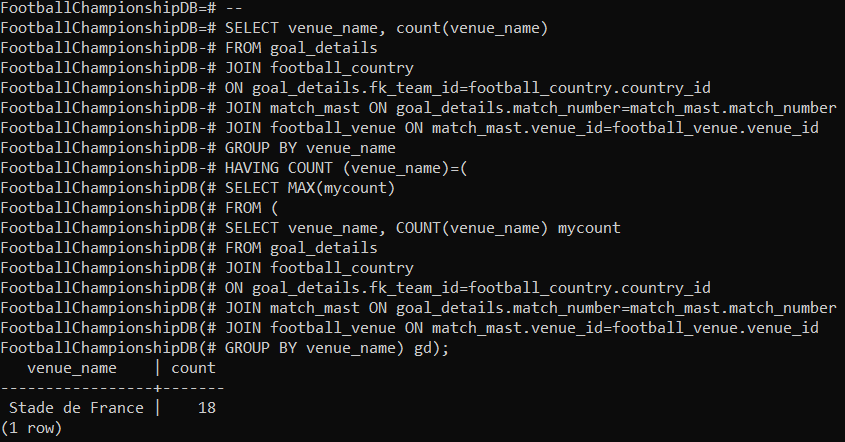 FootballChampionshipDB=# --
FootballChampionshipDB=# SELECT venue_name, count(venue_name)
FootballChampionshipDB-# FROM goal_details
FootballChampionshipDB-# JOIN football_country
FootballChampionshipDB-# ON goal_details.fk_team_id=football_country.country_id
FootballChampionshipDB-# JOIN match_mast ON goal_details.match_number=match_mast.match_number
FootballChampionshipDB-# JOIN football_venue ON match_mast.venue_id=football_venue.venue_id
FootballChampionshipDB-# GROUP BY venue_name
FootballChampionshipDB-# HAVING COUNT (venue_name)=(
FootballChampionshipDB(# SELECT MAX(mycount)
FootballChampionshipDB(# FROM (
FootballChampionshipDB(# SELECT venue_name, COUNT(venue_name) mycount
FootballChampionshipDB(# FROM goal_details
FootballChampionshipDB(# JOIN football_country
FootballChampionshipDB(# ON goal_details.fk_team_id=football_country.country_id
FootballChampionshipDB(# JOIN match_mast ON goal_details.match_number=match_mast.match_number
FootballChampionshipDB(# JOIN football_venue ON match_mast.venue_id=football_venue.venue_id
FootballChampionshipDB(# GROUP BY venue_name) gd);
   venue_name    | count
-----------------+-------
 Stade de France |    18
(1 row)